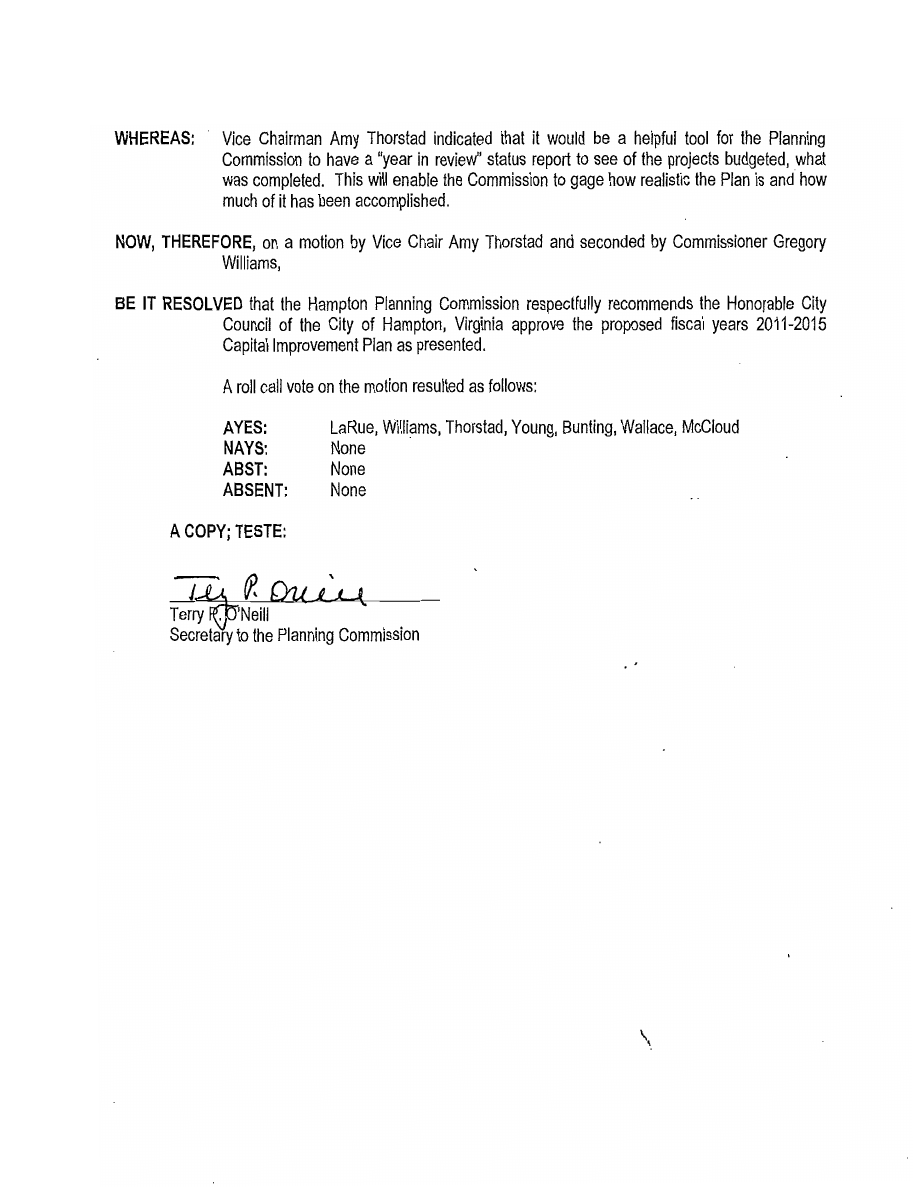 WHEREAS: Vice Chairman Amy Thorstad indicated that it would be a helpful tool for the Planning
Commission to have a "year in review" status report to see of the projects budgeted, what
was completed. This will enable the Commission to gage how realistic the Plan is and how
much of it has been accomplished.
NOW, THEREFORE, on a motion by Vice Chair Amy Thorstad and seconded by Commissioner Gregory
Williams,
BE IT RESOLVED that the Hampton Planning Commission respectfully recommends the Honorable City
Council of the City of Hampton, Virginia approve the proposed fiscal years 2011-2015
Capital Improvement Plan as presented.
A roll call vote on the motion resulted as follows:
AYES: LaRue, Williams, Thorstad, Young, Bunting, Wallace, McCloud
NAYS: None
ABST: None
ABSENT: None
A COPY; TESTE:
Terry P. O'Neill
Secretary to the Planning Commission